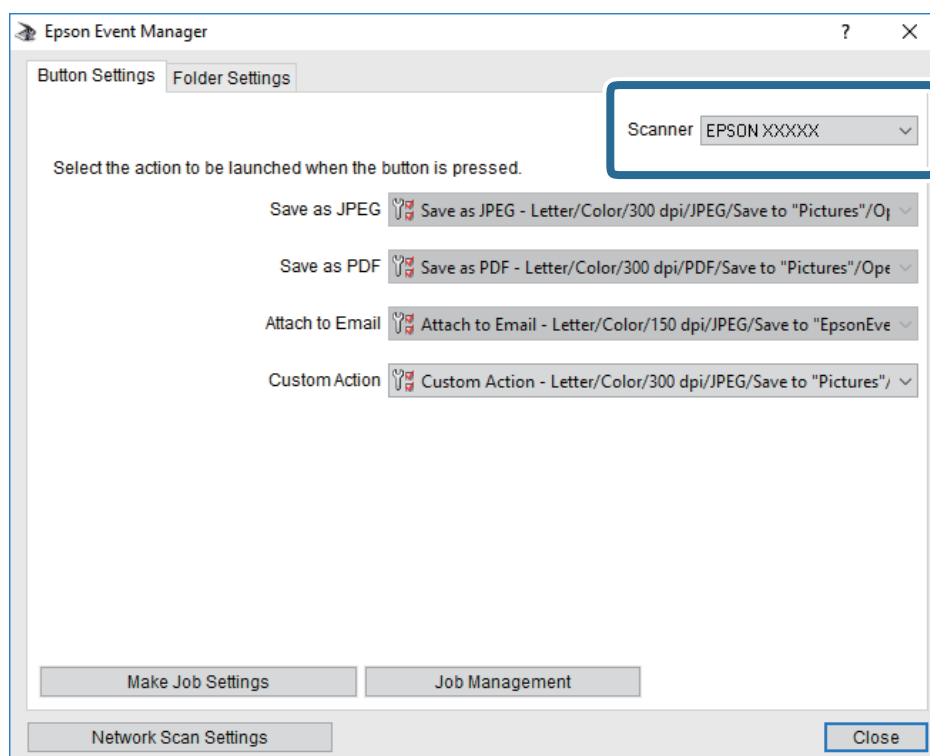 Epson Event Manager ?
Button Settings Folder Settings
Scanner EPSON XXXXX
Select the action to be launched when the button is pressed.
Save as JPEG Save as JPEG - Letter/Color/300 dpi/JPEG/Save to "Pictures"/Op
Save as PDF Save as PDF - Letter/Color/300 dpi/PDF/Save to "Pictures"/Ope
Attach to Email Attach to Email - Letter/Color/150 dpi/JPEG/Save to "EpsonEve
Custom Action Custom Action - Letter/Color/300 dpi/JPEG/Save to "Pictures"/
Make Job Settings Job Management
Network Scan Settings Close